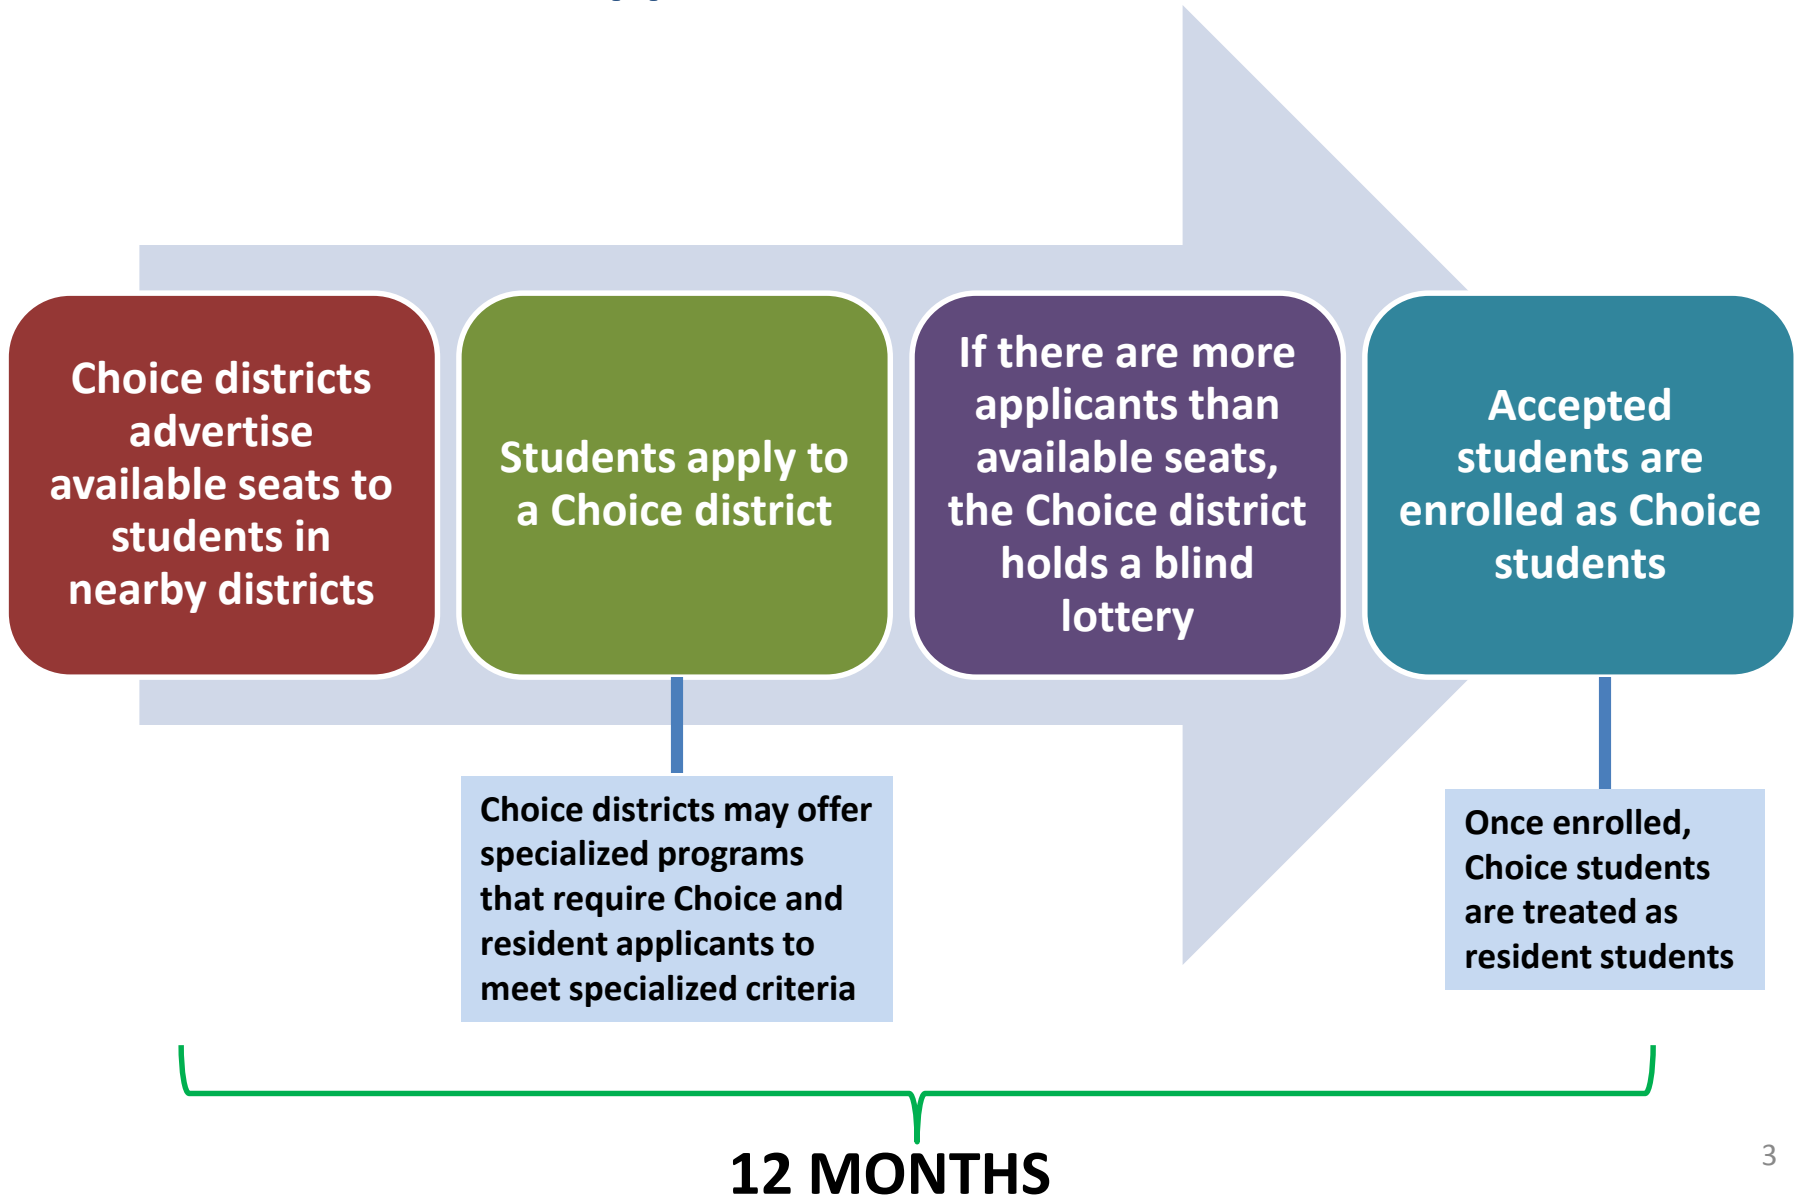 Choice districts
advertise
available seats to
students in
nearby districts
Students apply to
a Choice district
If there are more
applicants than
available seats,
the Choice district
holds a blind
lottery
Accepted
students are
enrolled as Choice
students
Choice districts may offer
specialized programs
that require Choice and
resident applicants to
meet specialized criteria
Once enrolled,
Choice students
are treated as
resident students
12 MONTHS
3